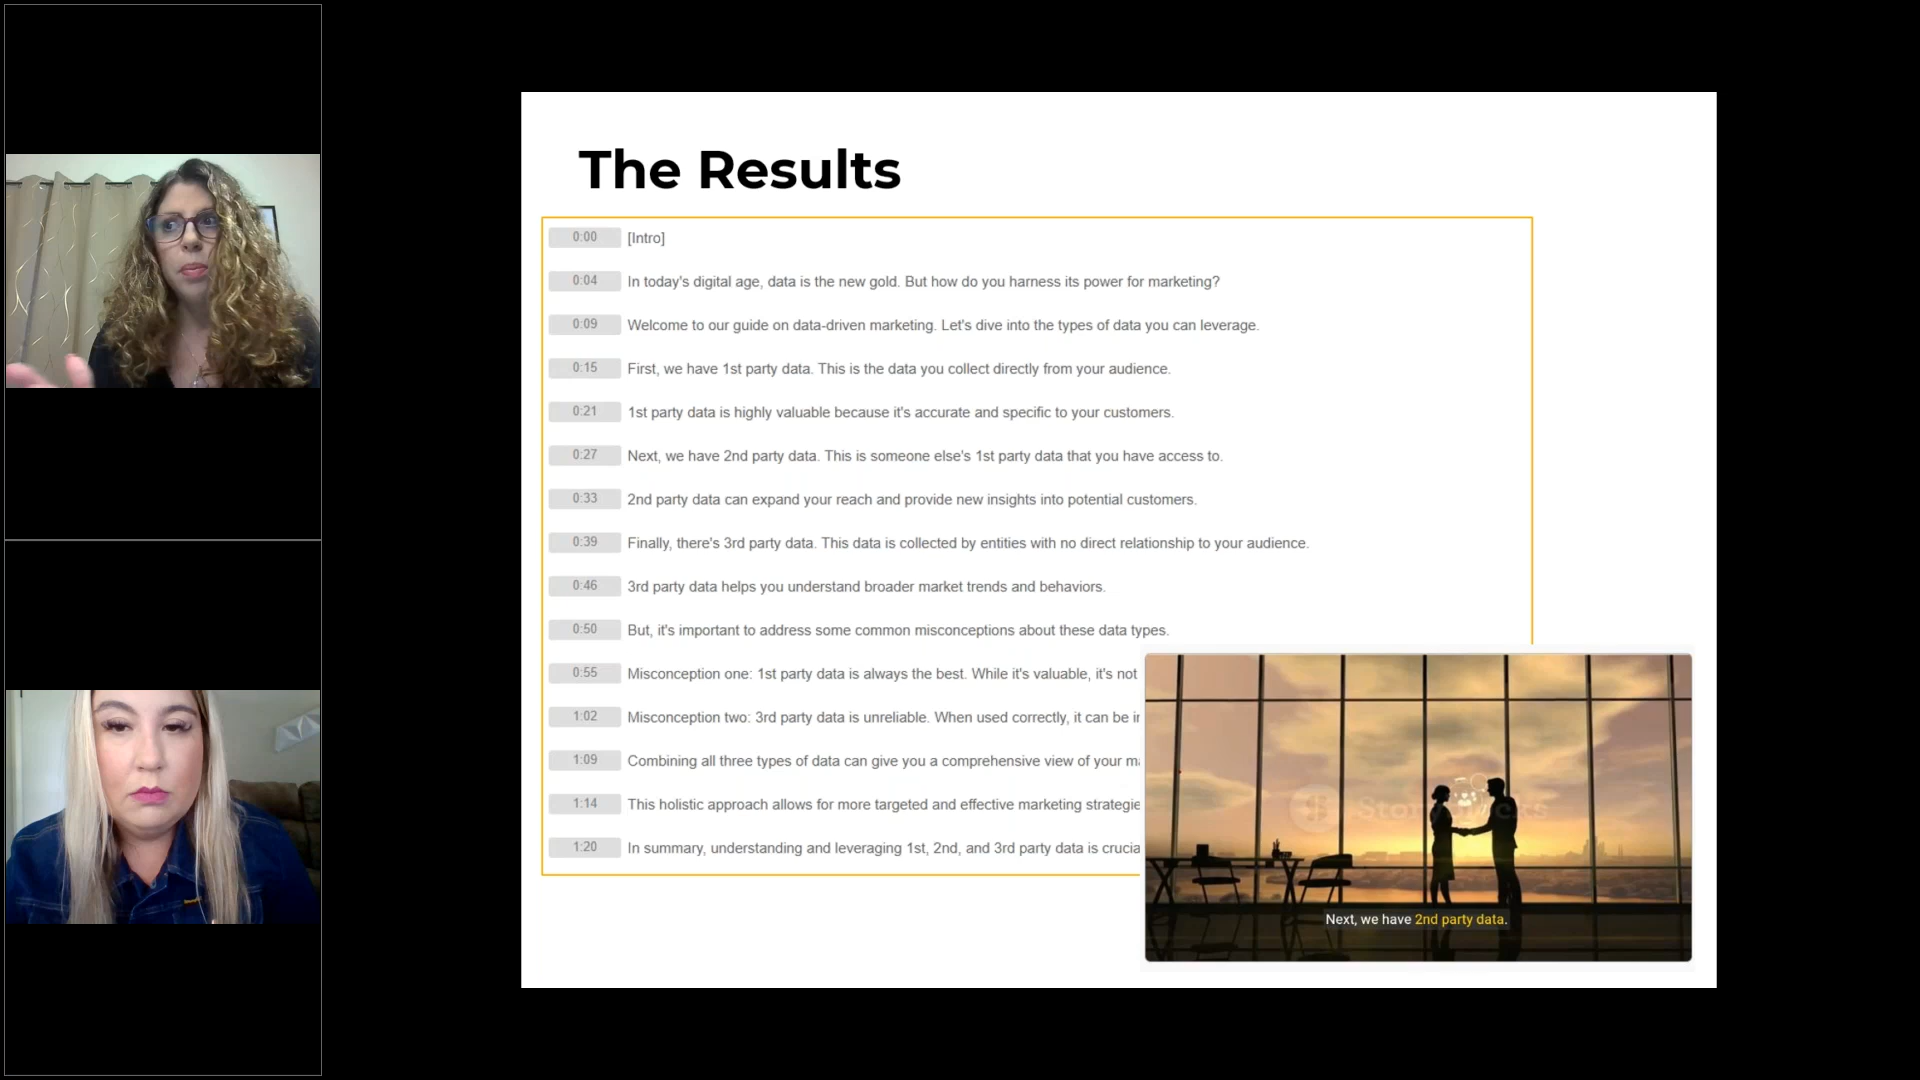 The Results
0:00 [Intro]
0:04 In today's digital age, data is the new gold. But how do you harness its power for marketing?
0:09 Welcome to our guide on data-driven marketing. Let's dive into the types of data you can leverage.
0:15 First, we have 1st party data. This is the data you collect directly from your audience.
0:21 1st party data is highly valuable because it's accurate and specific to your customers.
0:27 Next, we have 2nd party data. This is someone else's 1st party data that you have access to.
0:33 2nd party data can expand your reach and provide new insights into potential customers.
0:39 Finally, there's 3rd party data. This data is collected by entities with no direct relationship to your audience.
0:46 3rd party data helps you understand broader market trends and behaviors.
0:50 But, it's important to address some common misconceptions about these data types.
0:55 Misconception one: 1st party data is always the best. While it's valuable, it's not
1:02 Misconception two: 3rd party data is unreliable. When used correctly, it can be
1:09 Combining all three types of data can give you a comprehensive view of your
1:14 This holistic approach allows for more targeted and effective marketing
1:20 In summary, understanding and leveraging 1st, 2nd, and 3rd party data is
Next, we have 2nd party data.